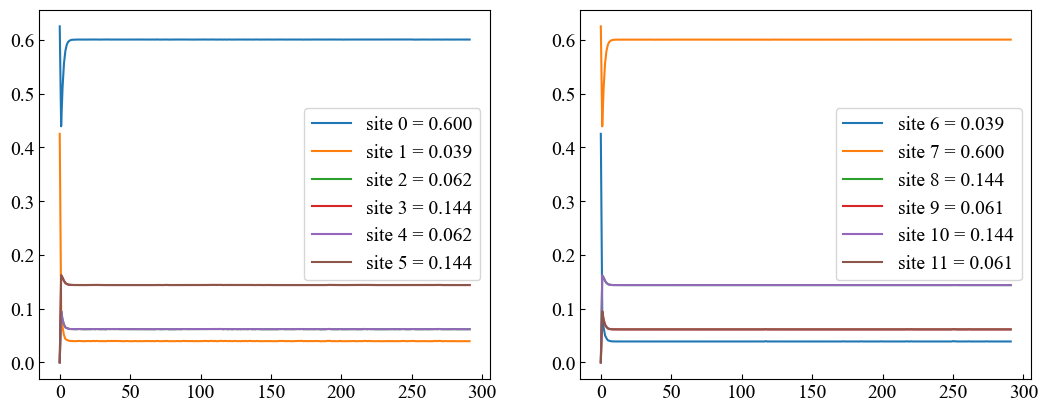 0.6
0.5
0.4
0.3
0.2
0.1
0.0
0 50 100 150 200 250 300
site 0 = 0.600
site 1 = 0.039
site 2 = 0.062
site 3 = 0.144
site 4 = 0.062
site 5 = 0.144
0.6
0.5
0.4
0.3
0.2
0.1
0.0
0 50 100 150 200 250 300
site 6 = 0.039
site 7 = 0.600
site 8 = 0.144
site 9 = 0.061
site 10 = 0.144
site 11 = 0.061